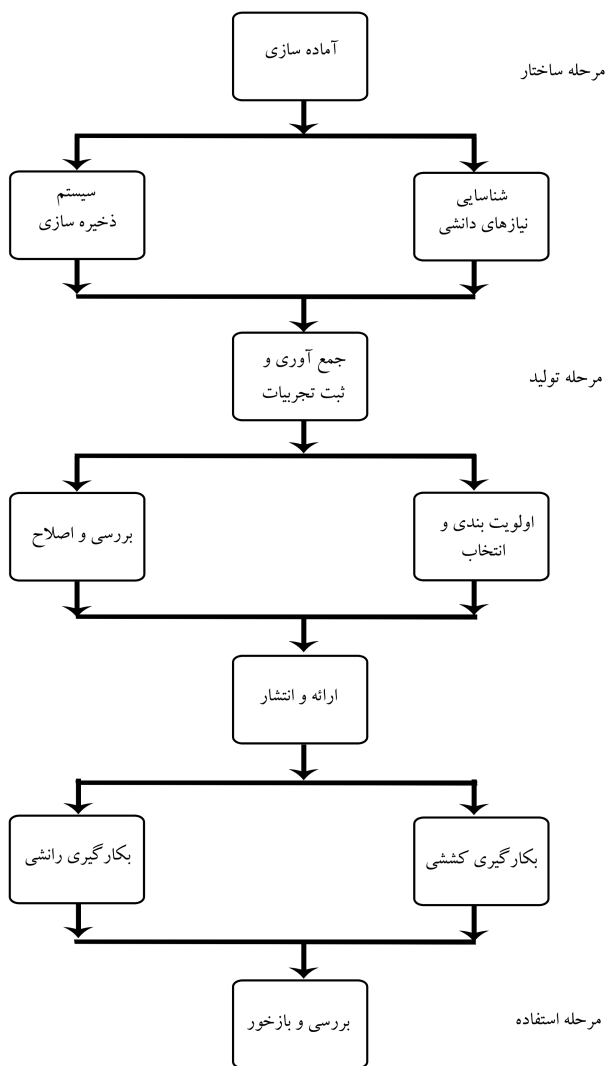 آماده سازی
مرحله ساختار
شناسایی
نیازهای دانشی
سیستم
ذخیره سازی
جمع آوری و
ثبت تجربیات
مرحله تولید
اولویت بندی و
انتخاب
بررسی و اصلاح
ارائه و انتشار
بکارگیری کششی
بکارگیری رانشی
بررسی و بازخور
مرحله استفاده